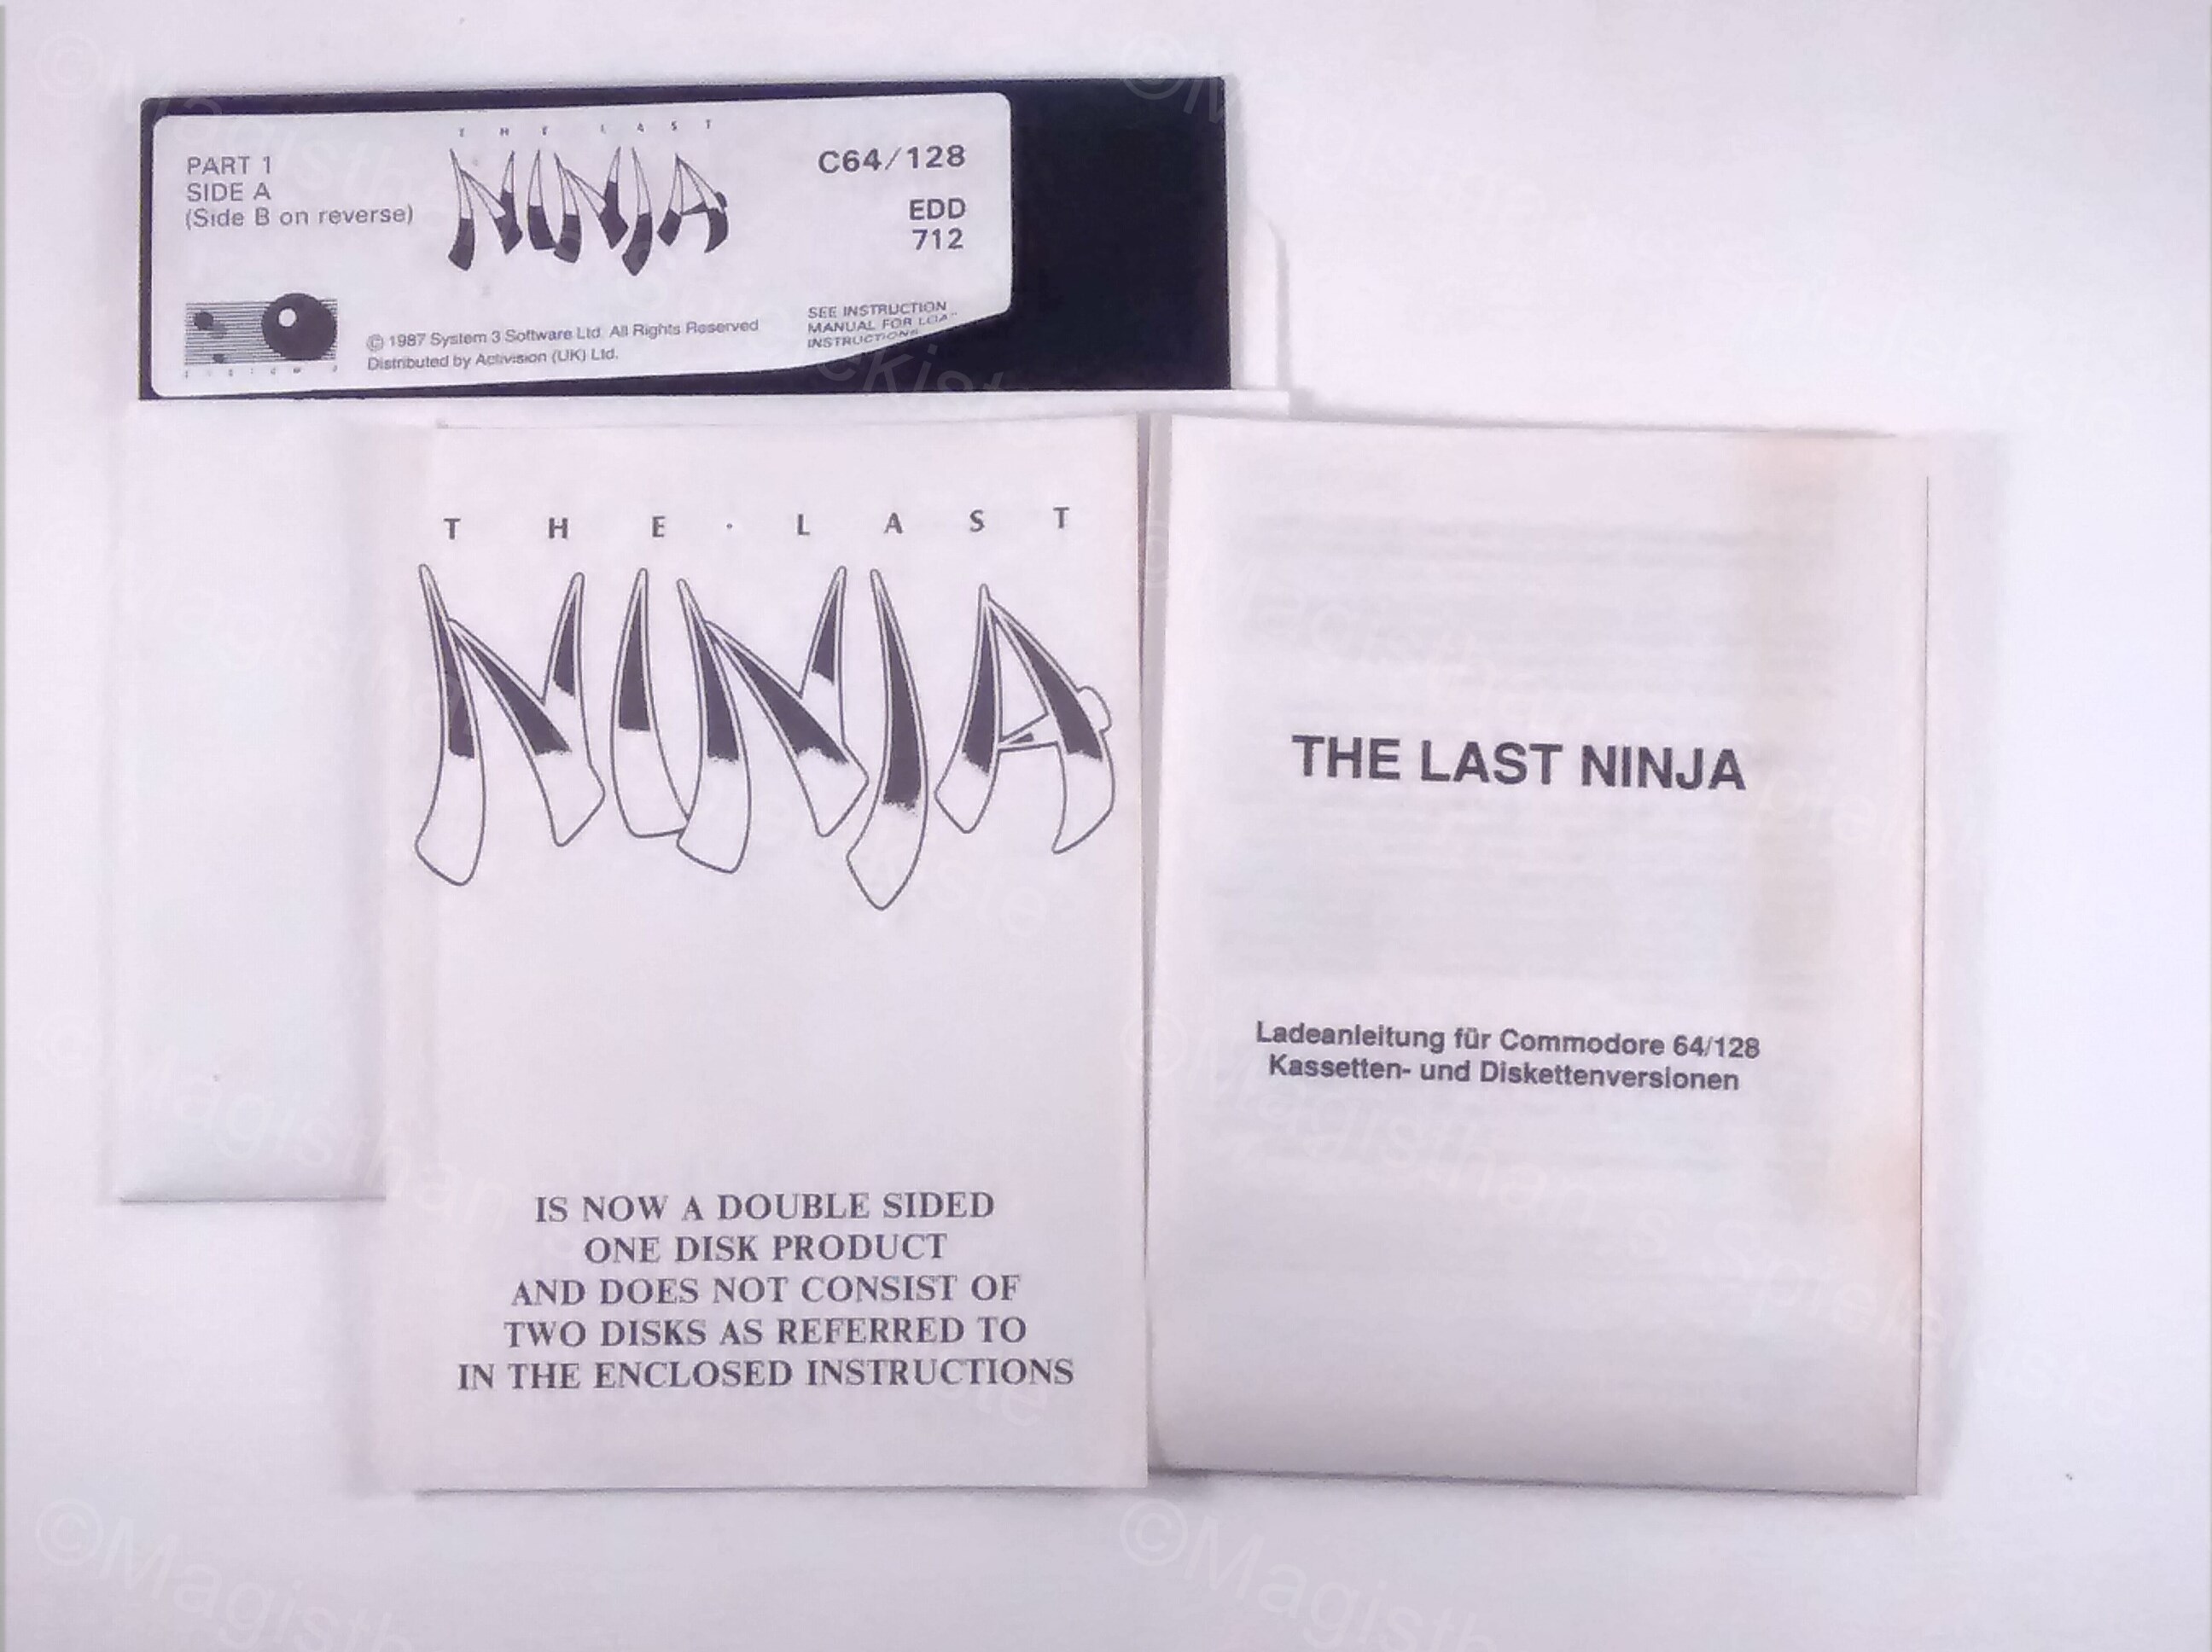 THE LAST
NINJA
PART 1
SIDE A
(Side B on reverse)
C64/128
EDD
712
© 1987 System 3 Software Ltd. All Rights Reserved
Distributed by Activision (UK) Ltd.
SEE INSTRUCTION
MANUAL FOR
INSTRUCTIONS
THE · LAST
NINJA
IS NOW A DOUBLE SIDED
ONE DISK PRODUCT
AND DOES NOT CONSIST OF
TWO DISKS AS REFERRED TO
IN THE ENCLOSED INSTRUCTIONS
THE LAST NINJA
Ladeanleitung für Commodore 64/128
Kassetten- und Diskettenversionen
©Magisthan's Spielekiste